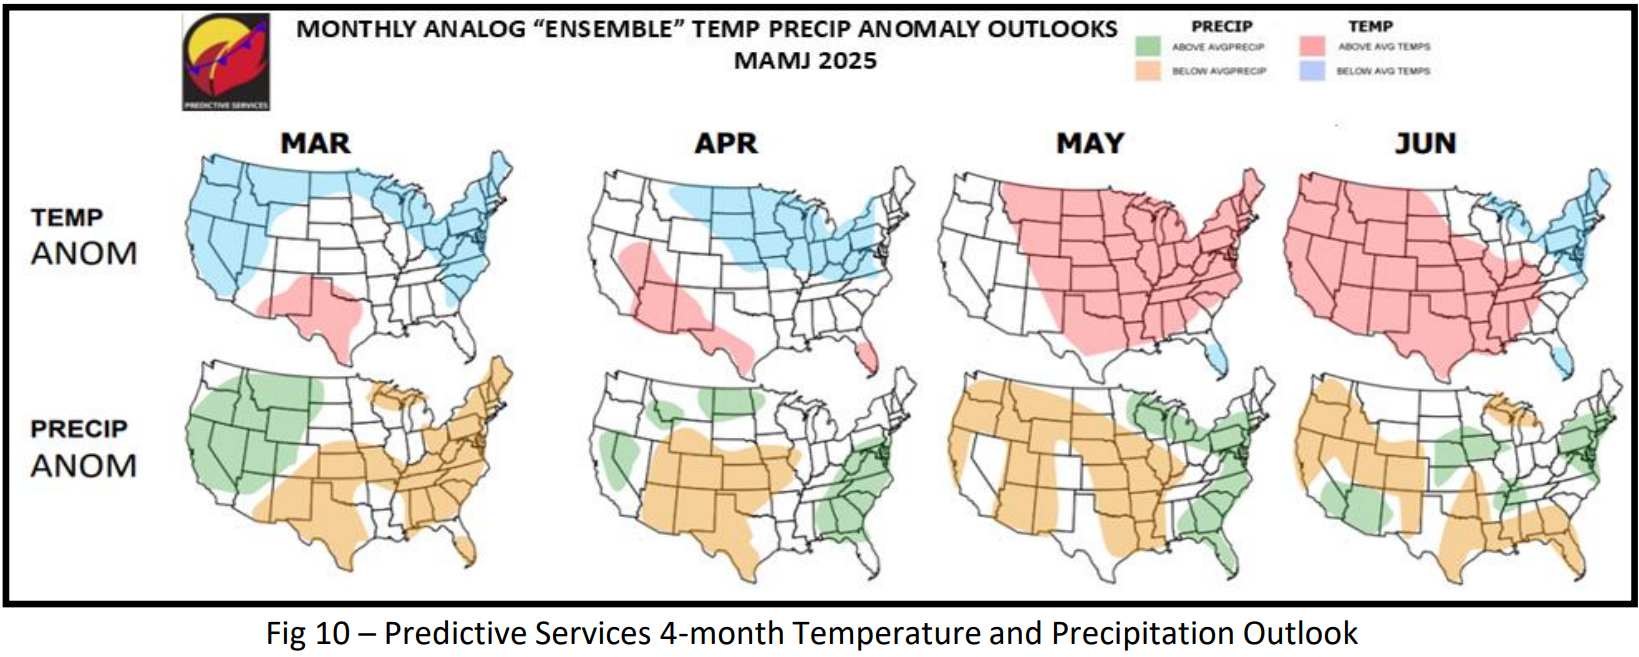 MONTHLY ANALOG “ENSEMBLE” TEMP PRECIP ANOMALY OUTLOOKS
MAMJ 2025
PRECIP
ABOVE AVGPRECIP
BELOW AVGPRECIP
TEMP
ABOVE AVG TEMPS
BELOW AVG TEMPS
PREDICTIVE SERVICES
MAR
APR
MAY
JUN
TEMP
ANOM
PRECIP
ANOM
Fig 10 – Predictive Services 4-month Temperature and Precipitation Outlook